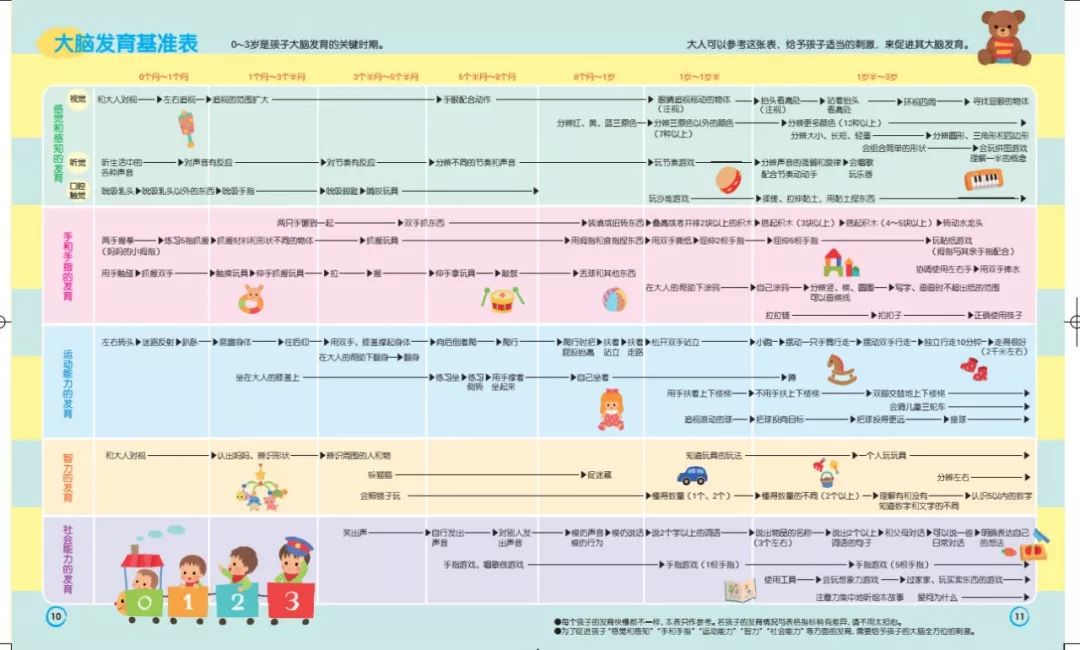 大脑发育基准表
0~3岁是孩子大脑发育的关键时期。
大人可以参考这张表，给予孩子适当的刺激，来促进其大脑发育。
0个月~1个月 1个月~3个半月 3个半月~5个半月 5个半月~8个月 8个月~1岁 1岁~1岁半 1岁半~3岁
感觉和感知的发育
视觉
和大人对视 左右追视 追视的范围扩大 手眼配合动作 眼睛追视移动的物体 抬头看高处 站着抬头 环视四周 寻找显眼的物体
（注视） （注视） 看高处
分辨红、黄、蓝三原色 分辨三原色以外的颜色 分辨更多颜色（12种以上）
（7种以上） 分辨大小、长短、轻重 分辨圆形、三角形和四边形
会组合简单的形状 会玩拼图游戏
听觉
听生活中的 对声音有反应 对节奏有反应 分辨不同的节奏和声音 玩节奏游戏 分辨声音的强弱和旋律 会唱歌 理解一半的概念
各种声音 配合节奏动动手 玩乐器
口腔
触觉
吮吸乳头 吮吸乳头以外的东西 吮吸手指 吮吸脚趾 啃咬玩具
玩沙堆游戏 揉搓、拉伸黏土、用黏土捏东西
手和手指的发育
两只手够到一起 双手抓东西 装填或扭转东西 叠高或者并排2块以上的积木 搭起积木（3块以上） 搭起积木（4~5块以上） 转动水龙头
两手握拳 练习5指抓握 抓握材料和形状不同的物体 抓握玩具 用拇指和食指捏东西 用双手撕纸 屈伸2根手指 屈伸5根手指 玩贴纸游戏
（妈妈的小拇指） （拇指与其余手指配合）
协调使用左右手 用双手捧水
用手触碰 抓握双手 触摸玩具 伸手抓握玩具 拉 握 伸手拿玩具 敲鼓 丢球和其他东西
在大人的帮助下涂鸦 自己涂鸦 分辨竖、横、圆圈 写字、画画时不超出纸的范围
可以画横线
拉拉链 扣扣子 正确使用筷子
运动能力的发育
左右转头 迷路反射 趴卧 蜷缩身体 往后仰 用双手、膝盖撑起身体 向后倒着爬 爬行 爬行时把 扶着 扶着 松开双手站立 小跑 摆动一只手臂行走 摆动双手行走 独立行走10分钟 走得很好
在大人的帮助下翻身 翻身 屁股抬高 站立 走路 （2千米左右）
坐在大人的膝盖上 练习坐 练习 用手撑着 自己坐着 蹲
侧转 坐起来
用手扶着上下楼梯 不用手扶上下楼梯 双脚交替地上下楼梯
会骑儿童三轮车
追视滚动的球 把球投向目标 把球投得更远 接球
智力的发育
和大人对视 认出妈妈、辨识形状 辨识周围的人和物 知道玩具的玩法 一个人玩玩具
躲猫猫 捉迷藏 分辨左右
会照镜子玩 懂得数量（1个、2个） 懂得数量的不同（2个以上） 理解有和没有 认识5以内的数字
知道数字和文字的不同
社会能力的发育
笑出声 自行发出 对别人发 模仿声音 模仿说话 说2个字以上的词语 说出物品的名称 说出2个以上 和父母对话 可以说一些 明确表达自己
声音 出声音 模仿行为 （3个左右） 词语的句子 日常对话 的想法
手指游戏、唱歌做游戏 手指游戏（1根手指） 手指游戏（5根手指）
使用工具 会玩想象力游戏 过家家、玩买卖东西的游戏
注意力集中地听绘本故事 爱问为什么
0 1 2 3
10
11
●每个孩子的发育快慢都不一样，本表只作参考。若孩子的发育情况与表格指标稍有差异，请不用太担心。
●为了促进孩子“感觉和感知”“手和手指”“运动能力”“智力”“社会能力”等方面的发育，需要给予孩子的大脑全方位的刺激。